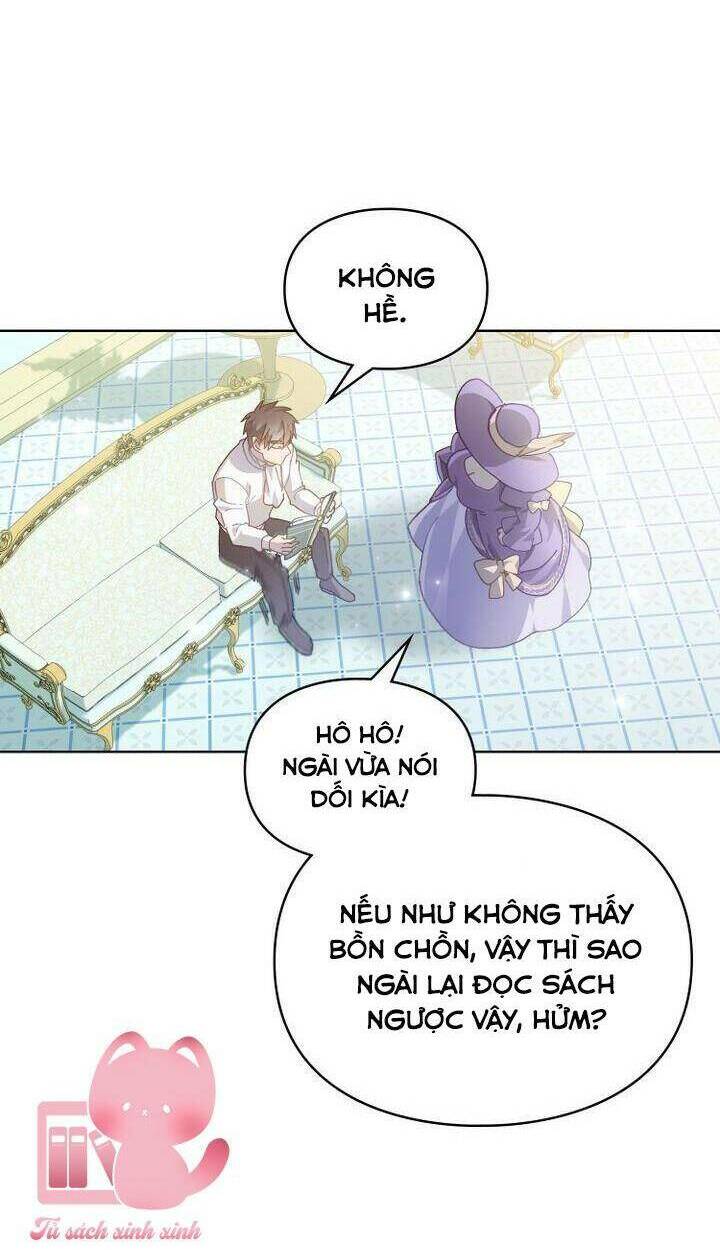 KHÔNG
HỀ.
HÔ HÔ!
NGÀI VỪA NÓI
DỐI KÌA!
NẾU NHƯ KHÔNG THẤY
BỒN CHỒN, VẬY THÌ SAO
NGÀI LẠI ĐỌC SÁCH
NGƯỢC VẬY, HỬM?
Tủ sách xinh xinh